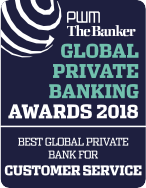 PWM
The Banker
GLOBAL
PRIVATE
BANKING
AWARDS 2018
BEST GLOBAL PRIVATE
BANK FOR
CUSTOMER SERVICE